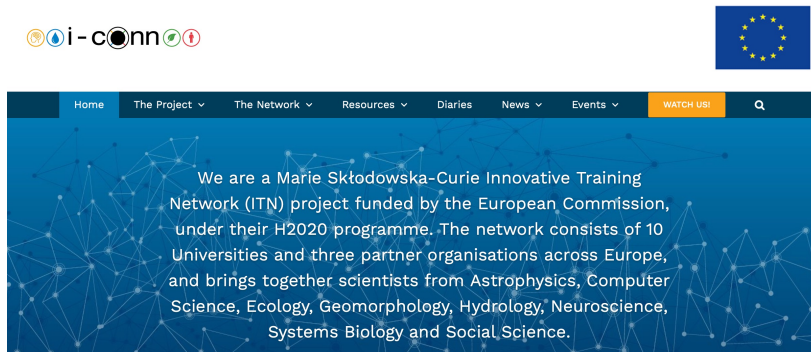 i-conn
Home The Project The Network Resources Diaries News Events WATCH US!
We are a Marie Skłodowska-Curie Innovative Training
Network (ITN) project funded by the European Commission,
under their H2020 programme. The network consists of 10
Universities and three partner organisations across Europe,
and brings together scientists from Astrophysics, Computer
Science, Ecology, Geomorphology, Hydrology, Neuroscience,
Systems Biology and Social Science.